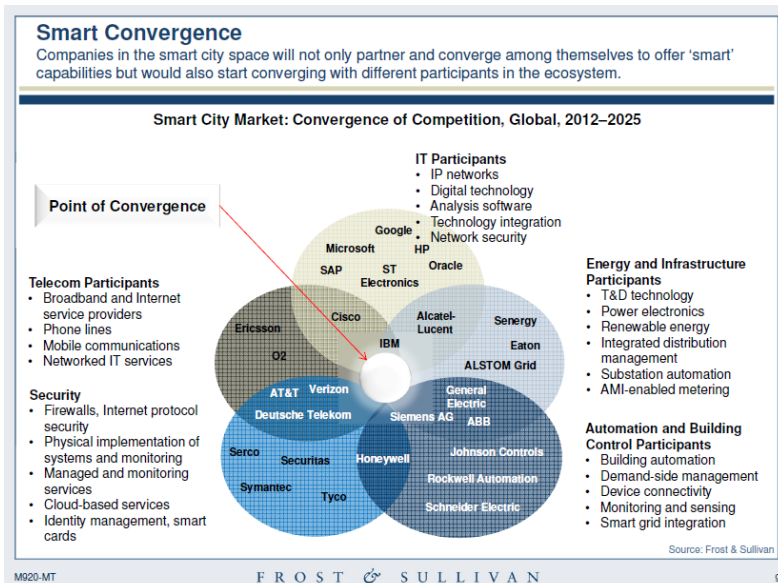 Smart Convergence
Companies in the smart city space will not only partner and converge among themselves to offer ‘smart’
capabilities but would also start converging with different participants in the ecosystem.
Smart City Market: Convergence of Competition, Global, 2012–2025
Point of Convergence
IT Participants
• IP networks
• Digital technology
• Analysis software
• Technology integration
• Network security
Telecom Participants
• Broadband and Internet
service providers
• Phone lines
• Mobile communications
• Networked IT services
Security
• Firewalls, Internet protocol
security
• Physical implementation of
systems and monitoring
• Managed and monitoring
services
• Cloud-based services
• Identity management, smart
cards
Google
Microsoft
HP
SAP
ST
Electronics
Oracle
Cisco
Alcatel-
Lucent
IBM
Ericsson
O2
Senergy
Eaton
ALSTOM Grid
AT&T
Verizon
Deutsche Telekom
General
Electric
Siemens AG
ABB
Serco
Securitas
Symantec
Tyco
Honeywell
Johnson Controls
Rockwell Automation
Schneider Electric
Energy and Infrastructure
Participants
• T&D technology
• Power electronics
• Renewable energy
• Integrated distribution
management
• Substation automation
• AMI-enabled metering
Automation and Building
Control Participants
• Building automation
• Demand-side management
• Device connectivity
• Monitoring and sensing
• Smart grid integration
Source: Frost & Sullivan
M920-MT
FROST & SULLIVAN